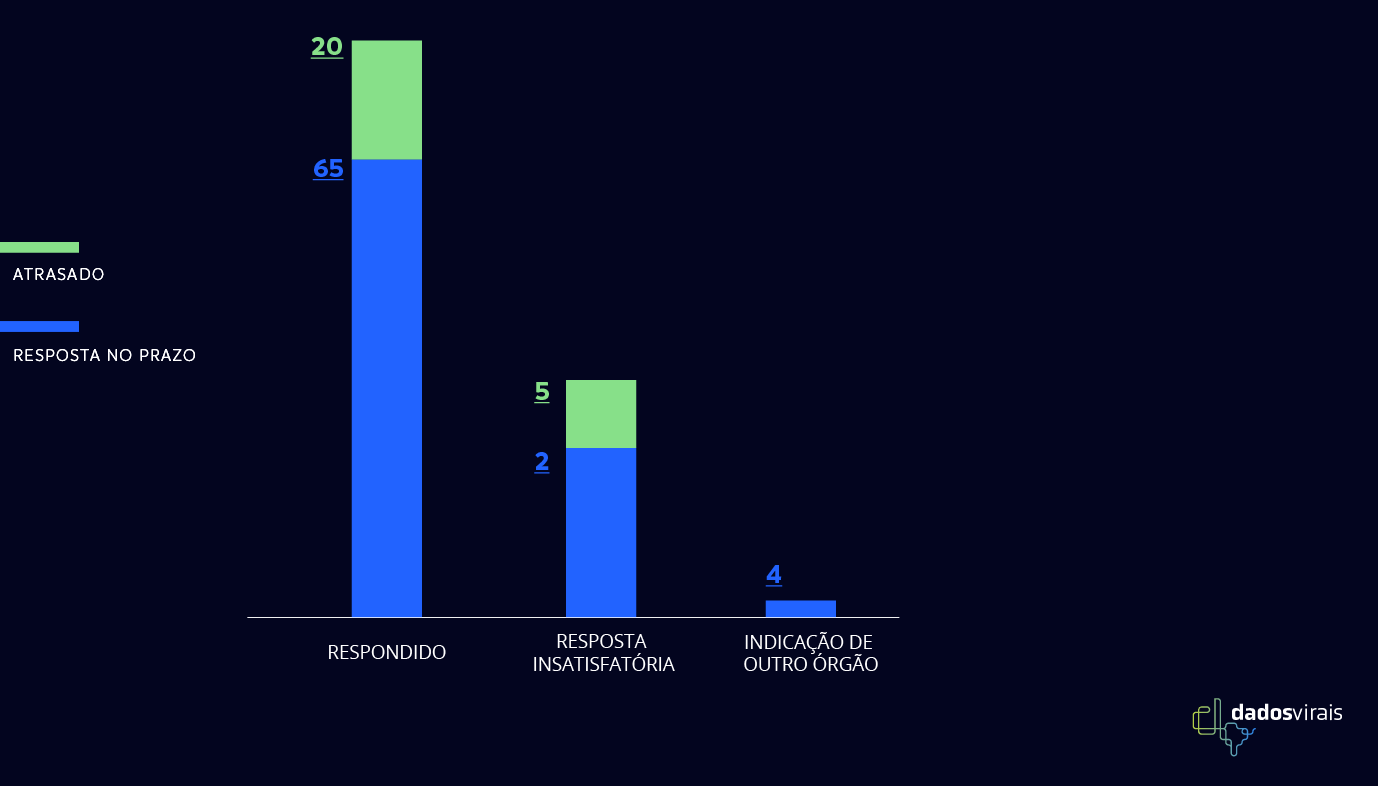 20
65
ATRASADO
RESPOSTA NO PRAZO
5
2
4
RESPONDIDO
RESPOSTA
INSATISFATÓRIA
INDICAÇÃO DE
OUTRO ÓRGÃO
dadosvirais